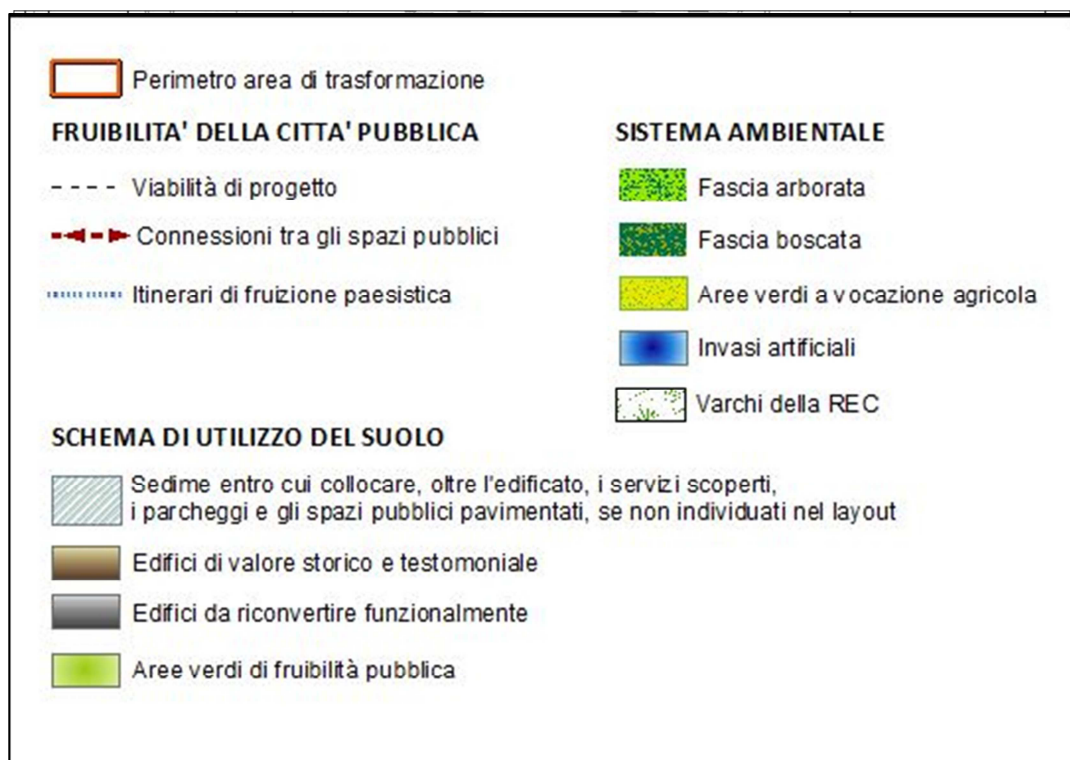 Perimetro area di trasformazione
FRUIBILITA' DELLA CITTA' PUBBLICA
Viabilità di progetto
Connessioni tra gli spazi pubblici
Itinerari di fruizione paesistica
SISTEMA AMBIENTALE
Fascia arborata
Fascia boscata
Aree verdi a vocazione agricola
Invasi artificiali
Varchi della REC
SCHEMA DI UTILIZZO DEL SUOLO
Sedime entro cui collocare, oltre l'edificato, i servizi scoperti,
i parcheggi e gli spazi pubblici pavimentati, se non individuati nel layout
Edifici di valore storico e testomoniale
Edifici da riconvertire funzionalmente
Aree verdi di fruibilità pubblica